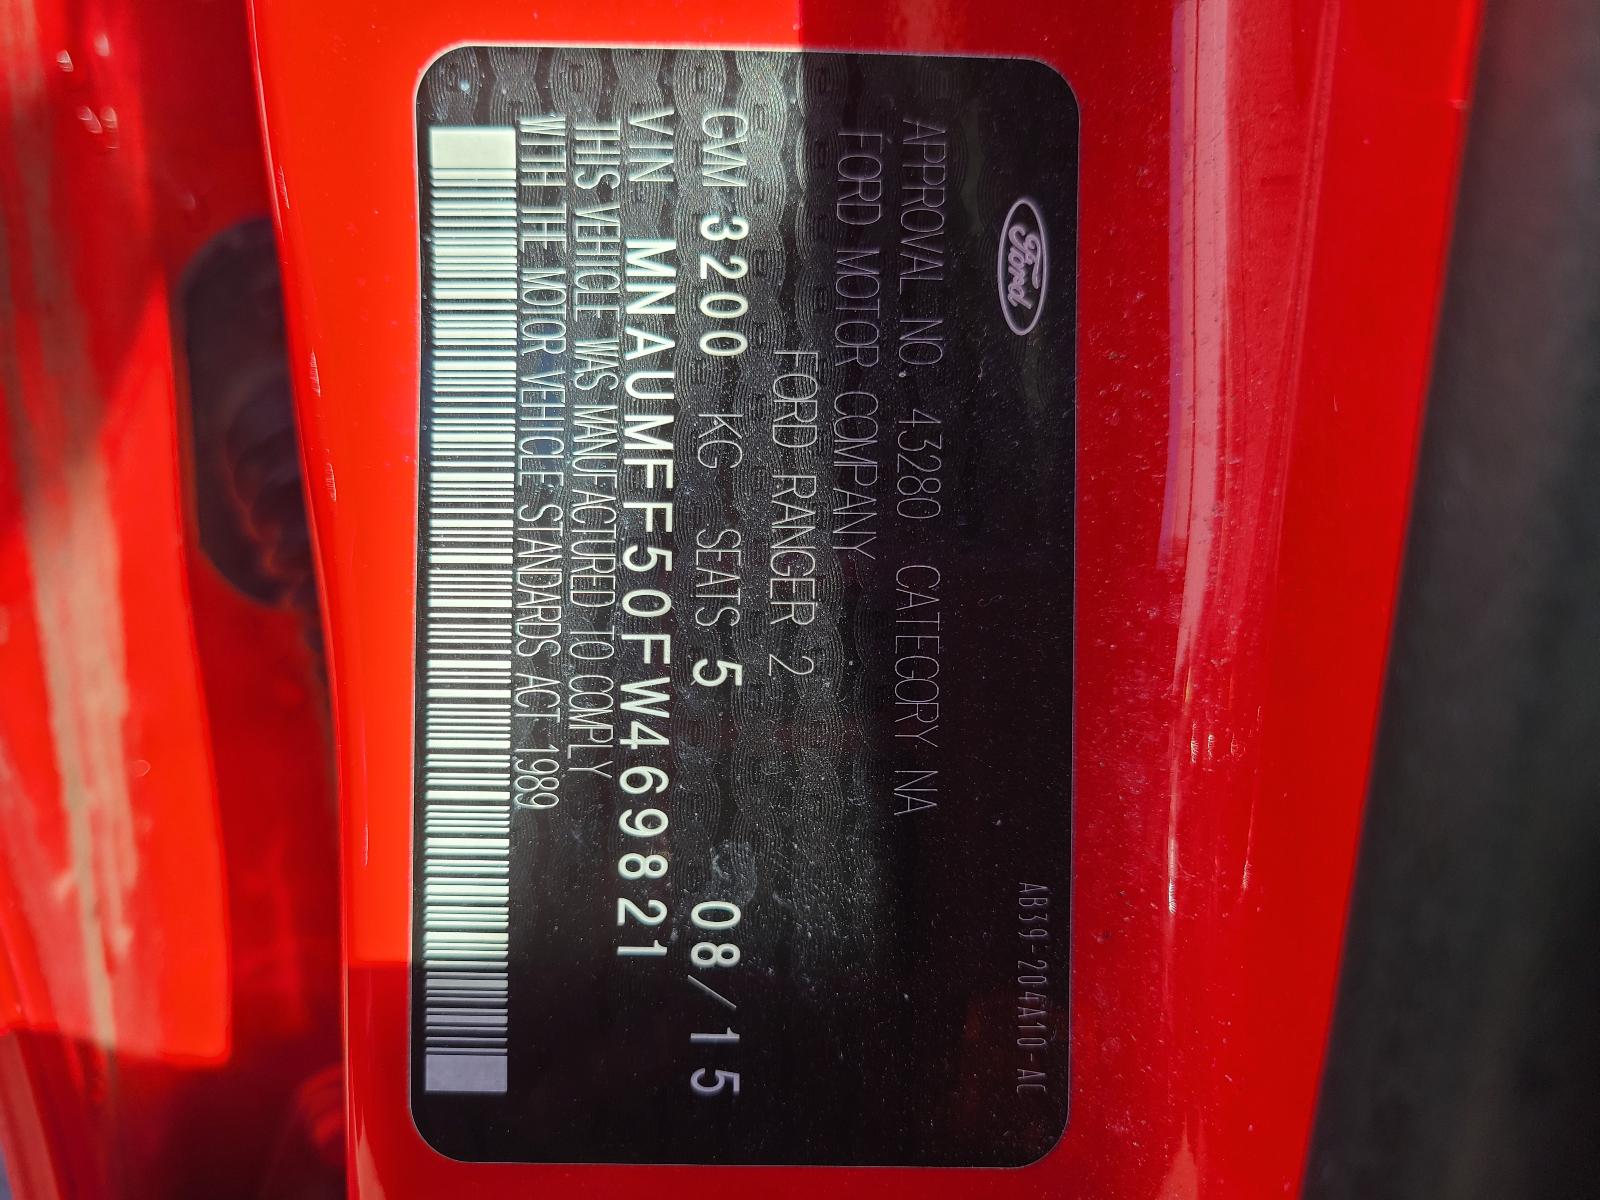 Ford
AB39-204A10-AC
APPROVAL NO. 43280 CATEGORY NA
FORD MOTOR COMPANY
FORD RANGER 2
GVM 3200 KG SEATS 5 08/15
VIN MNAUMFF50FW469821
THIS VEHICLE WAS MANUFACTURED TO COMPLY
WITH THE MOTOR VEHICLE STANDARDS ACT 1989